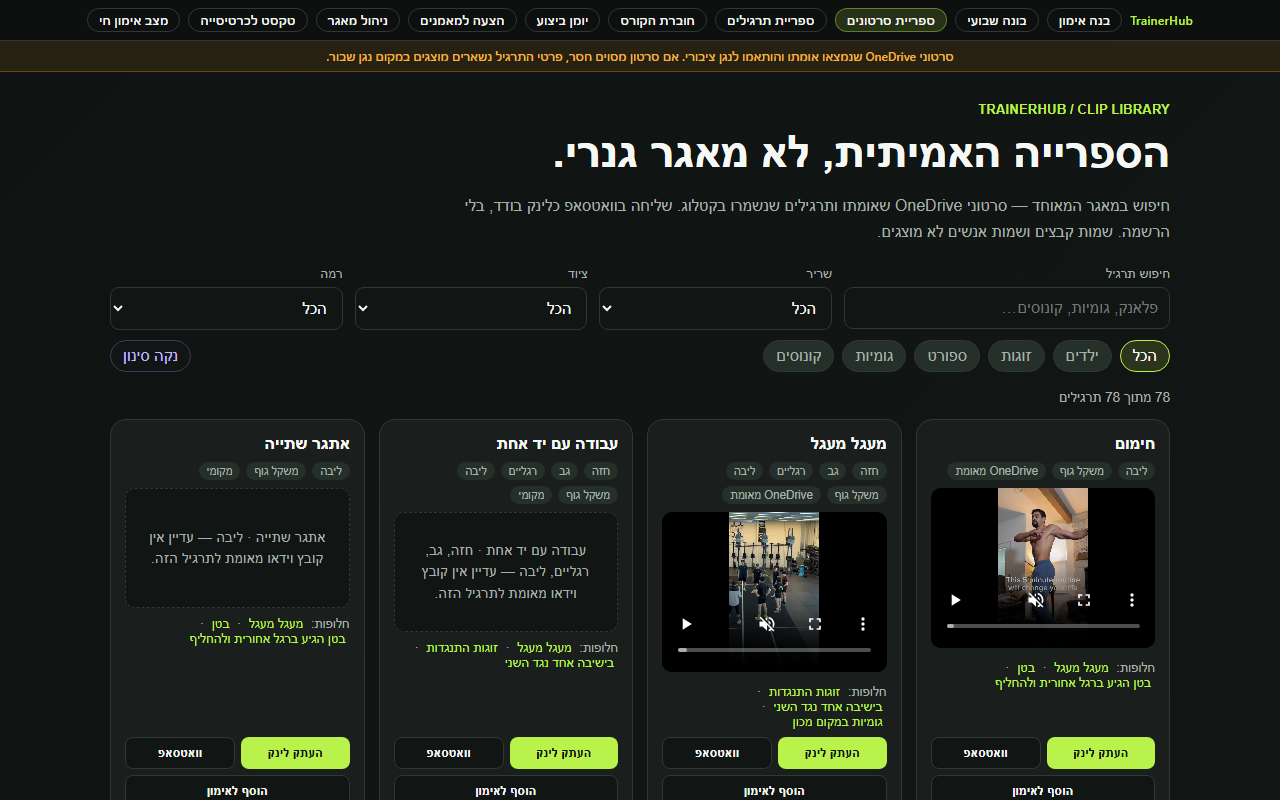 TrainerHub
בנה אימון
בונה שבועי
ספריית סרטונים
ספריית תרגילים
חוברת הקורס
יומן ביצוע
הצעה למאמנים
ניהול מאגר
טקסט לכרטיסייה
מצב אימון חי
סרטוני OneDrive שנמצאו אומתו והותאמו לנגן ציבורי. אם סרטון מסוים חסר, פרטי התרגיל נשארים מוצגים במקום נגן שבור.
TRAINERHUB / CLIP LIBRARY
הספרייה האמיתית, לא מאגר גנרי.
חיפוש במאגר המאוחד — סרטוני OneDrive שאומתו ותרגילים שנשמרו בקטלוג. שליחה בוואטסאפ כלינק בודד, בלי
הרשמה. שמות קבצים ושמות אנשים לא מוצגים.
חיפוש תרגיל
שריר
ציוד
רמה
פלאנק, גומיות, קונוסים...
הכל
הכל
הכל
הכל
ילדים
זוגות
ספורט
גומיות
קונוסים
נקה סינון
78 מתוך 78 תרגילים
חימום
ליבה
משקל גוף
OneDrive מאומת
This 5 minute routine
will change your life
חלופות: מעגל מעגל · בטן ·
בטן הגיע ברגל אחורית ולהחליף
העתק לינק
וואטסאפ
הוסף לאימון
מעגל מעגל
חזה
גב
רגליים
ליבה
משקל גוף
OneDrive מאומת
חלופות: זוגות התנגדות ·
בישיבה אחד נגד השני ·
גומיות במקום מכון
העתק לינק
וואטסאפ
הוסף לאימון
עבודה עם יד אחת
חזה
גב
רגליים
ליבה
משקל גוף
מקומי
עבודה עם יד אחת · חזה, גב,
רגליים, ליבה — עדיין אין קובץ
וידאו מאומת לתרגיל הזה.
חלופות: מעגל מעגל · זוגות התנגדות ·
בישיבה אחד נגד השני
העתק לינק
וואטסאפ
הוסף לאימון
אתגר שתייה
ליבה
משקל גוף
מקומי
אתגר שתייה · ליבה — עדיין אין
קובץ וידאו מאומת לתרגיל הזה.
חלופות: מעגל מעגל · בטן ·
בטן הגיע ברגל אחורית ולהחליף
העתק לינק
וואטסאפ
הוסף לאימון